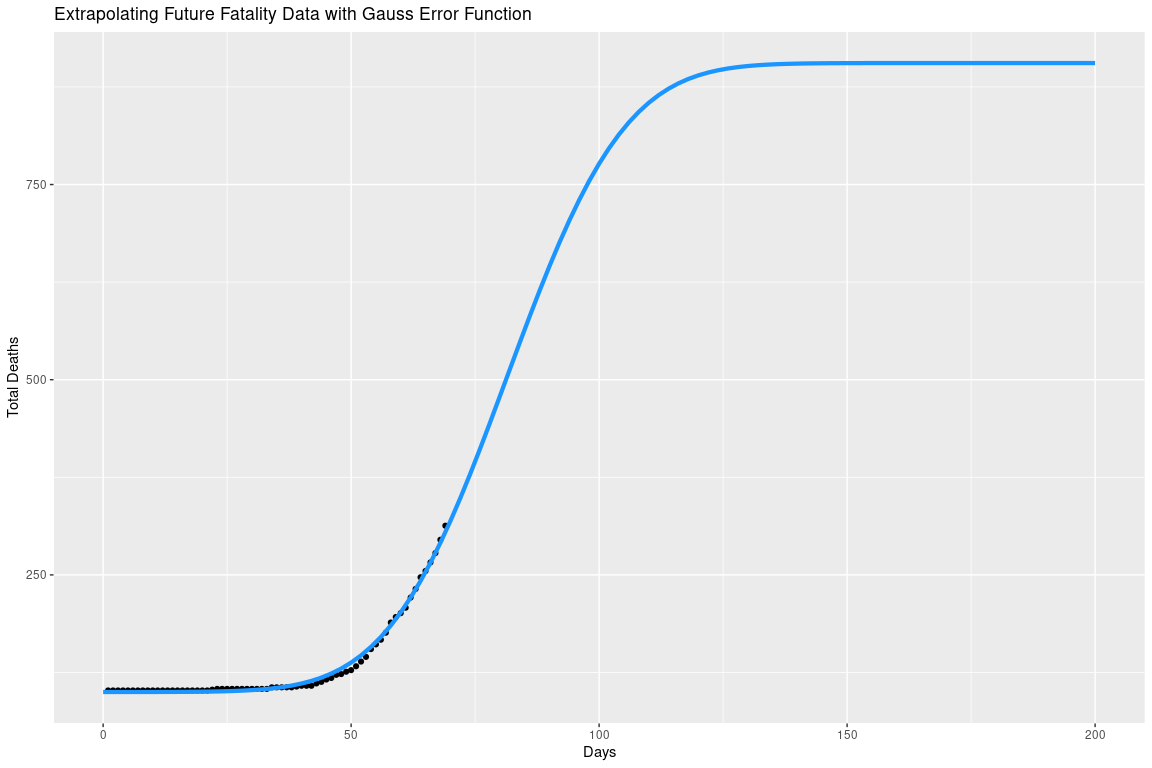 Extrapolating Future Fatality Data with Gauss Error Function
Total Deaths
750
500
250
0 50 100 150 200
Days